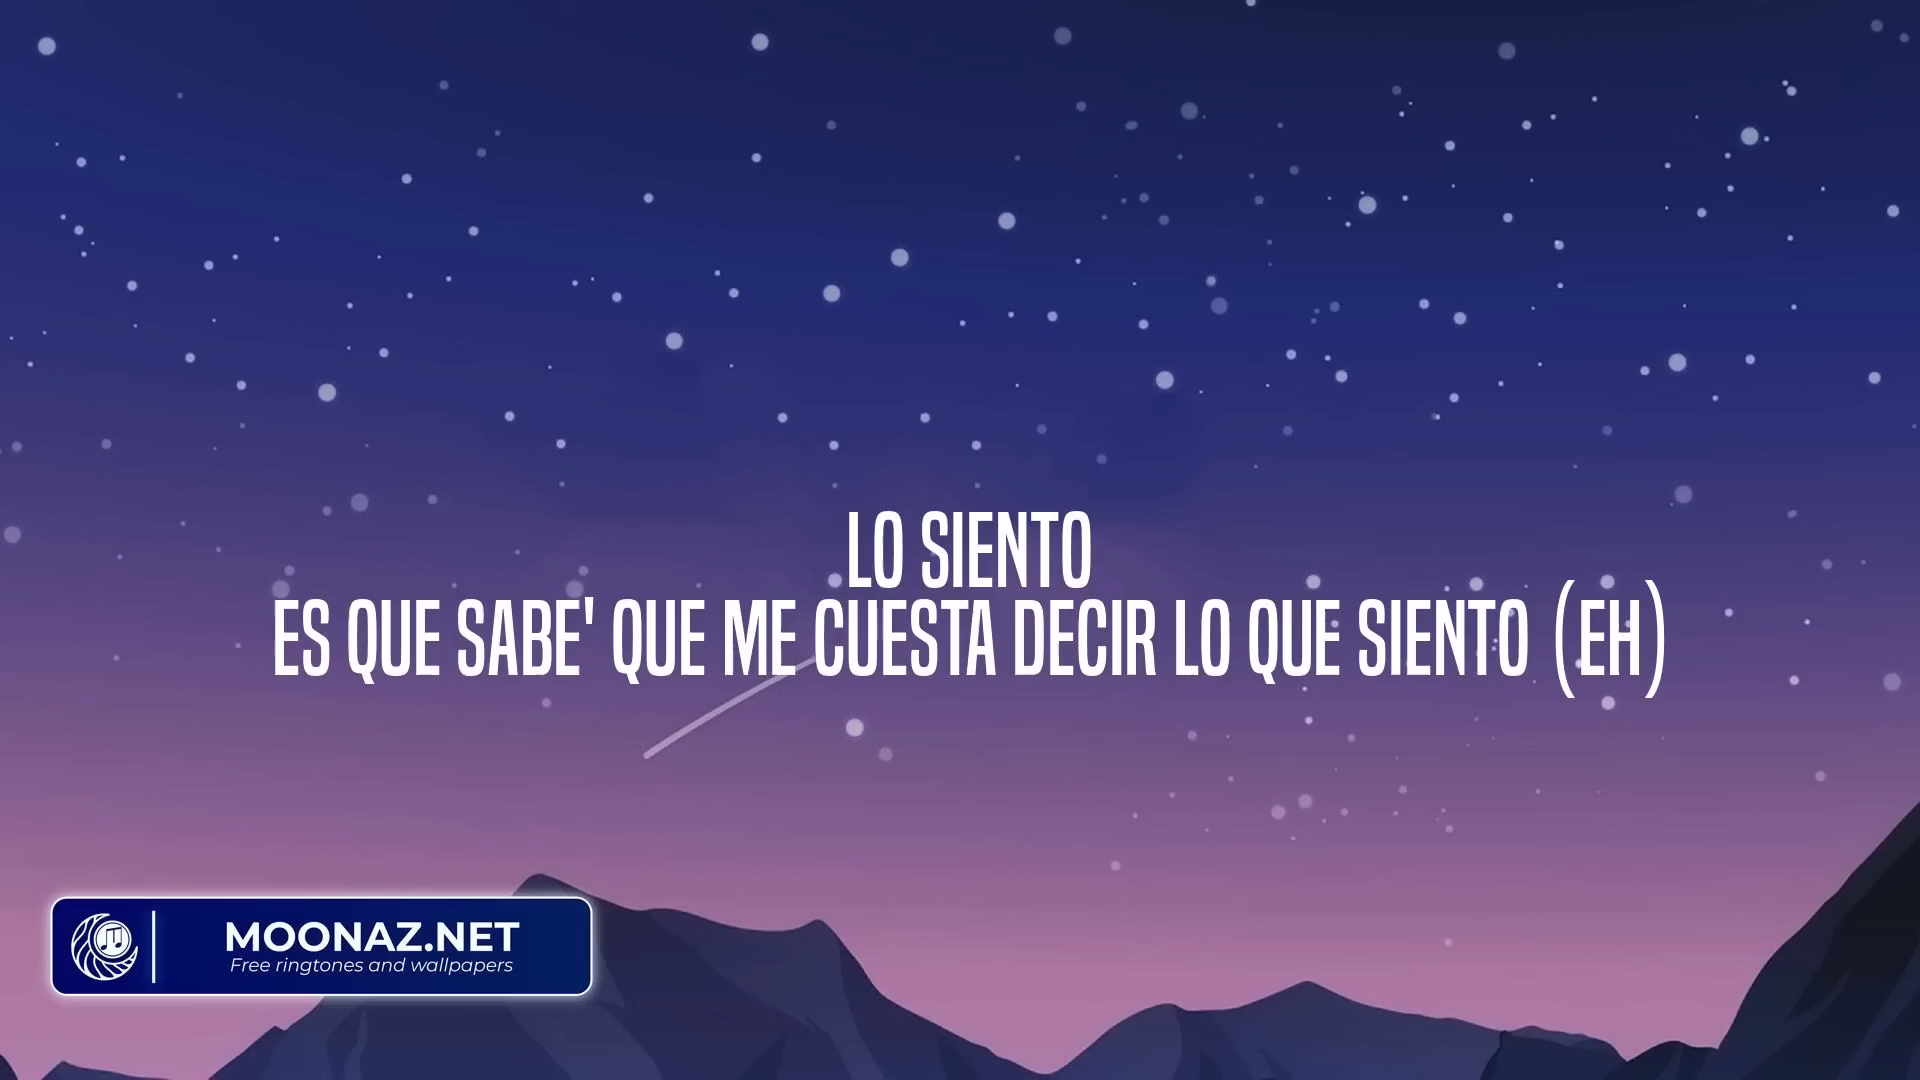 LO SIENTO
ES QUE SABE' QUE ME CUESTA DECIR LO QUE SIENTO (EH)
MOONAZ.NET
Free ringtones and wallpapers